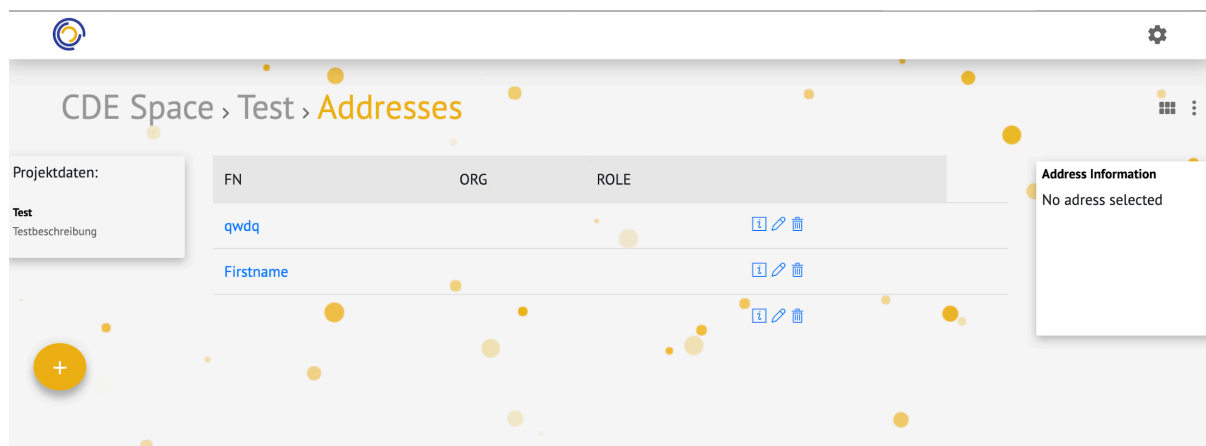 CDE Space › Test › Addresses
Projektdaten:
Test
Testbeschreibung
FN ORG ROLE
qwdq
Firstname
Address Information
No adress selected